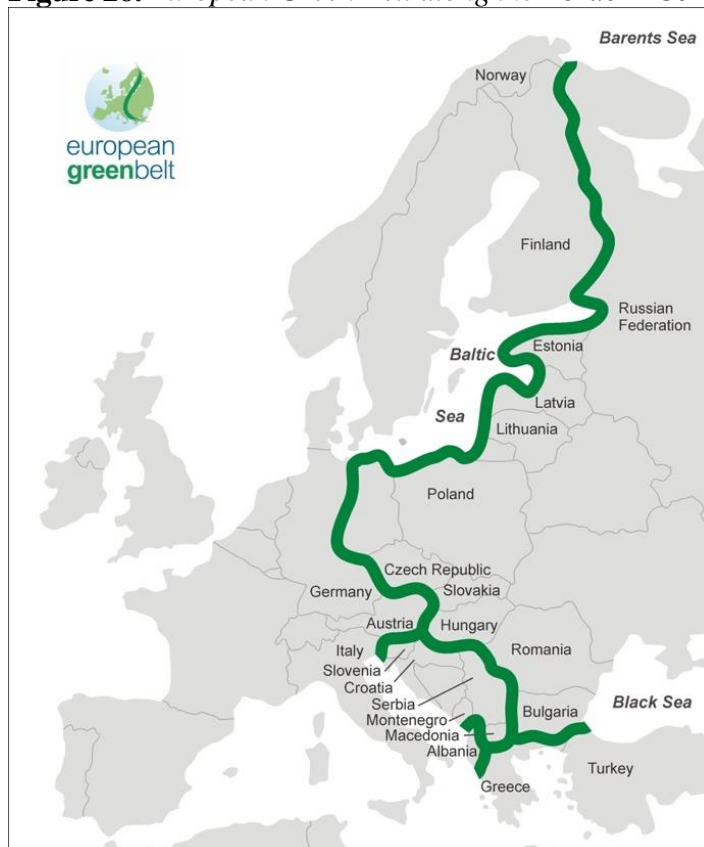 Barents Sea
Norway
european
greenbelt
Finland
Russian
Federation
Estonia
Baltic
Sea
Latvia
Lithuania
Poland
Czech Republic
Germany
Slovakia
Austria
Hungary
Italy
Romania
Slovenia
Croatia
Serbia
Black Sea
Bulgaria
Montenegro
Macedonia
Albania
Turkey
Greece